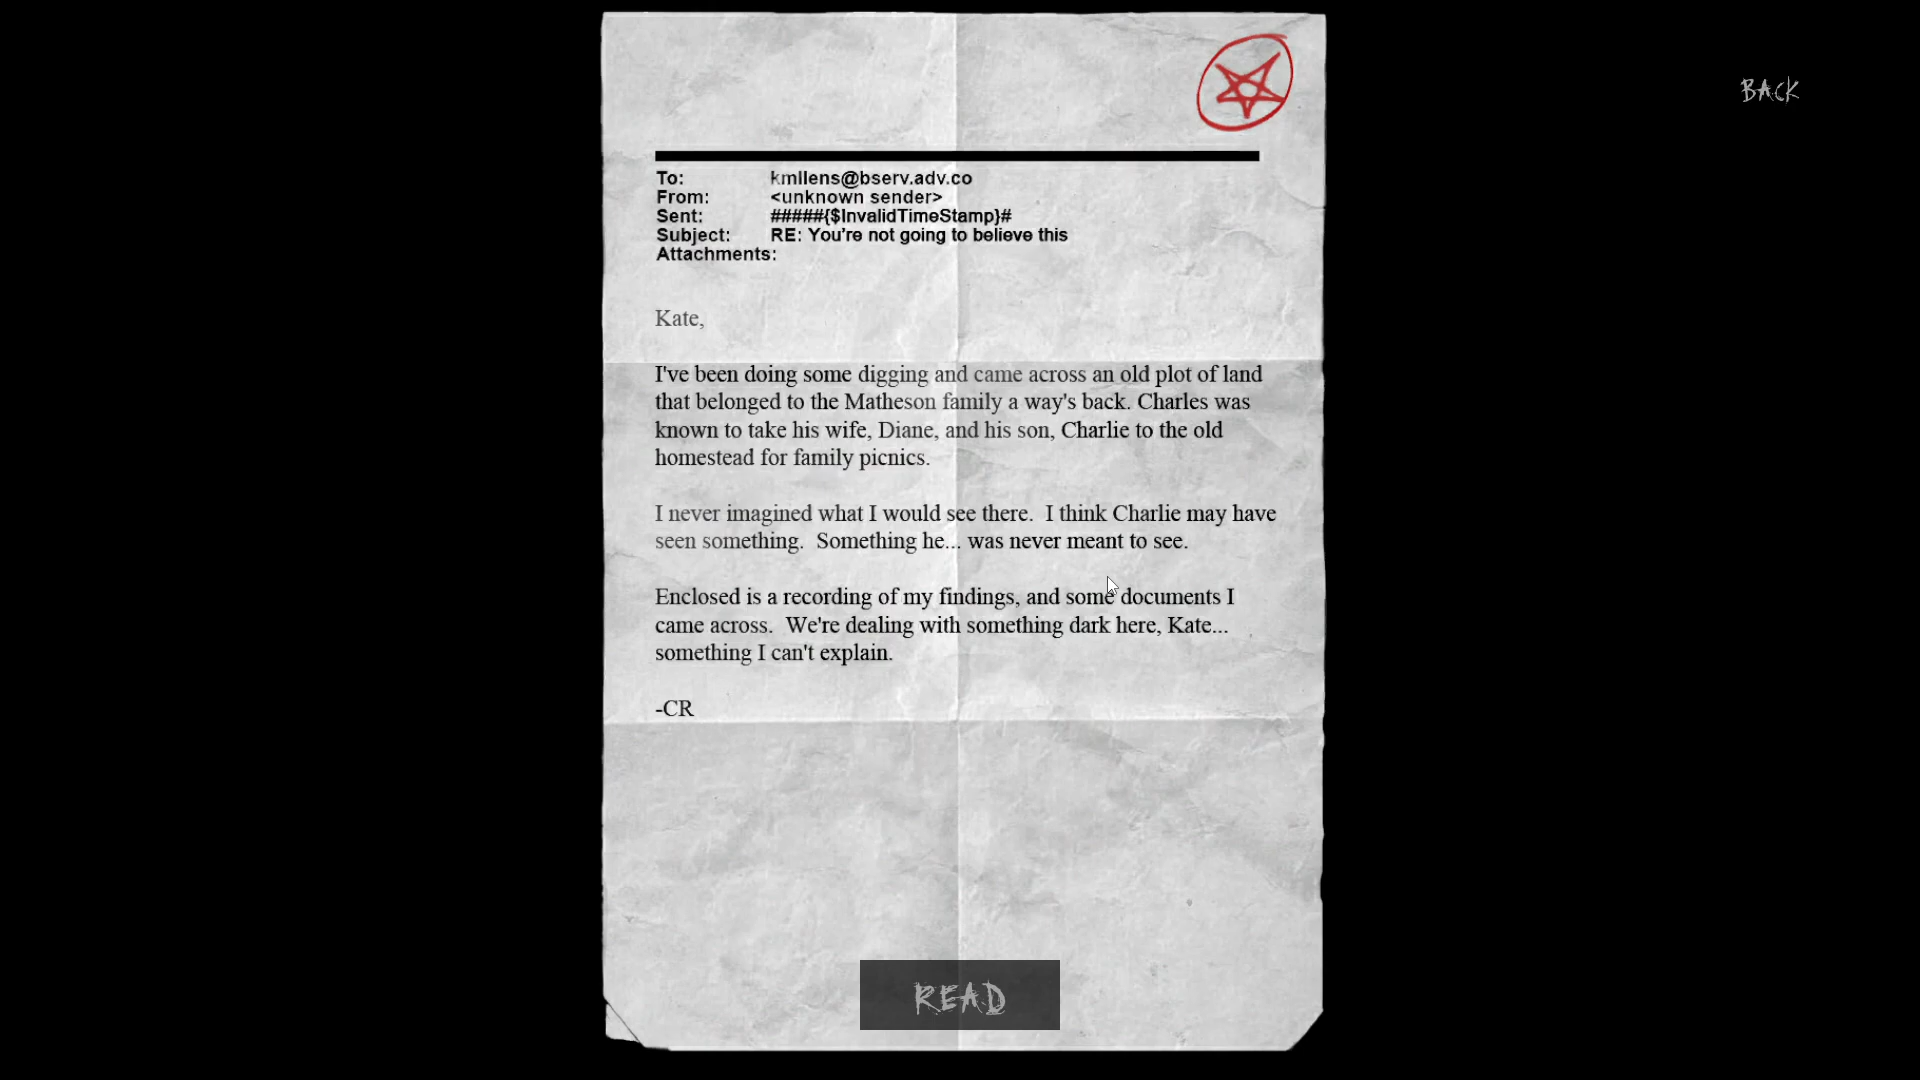 BACK
To: kmilens@bserv.adv.co
From: <unknown sender>
Sent: #####{$InvalidTimeStamp}#
Subject: RE: You're not going to believe this
Attachments:
Kate,
I've been doing some digging and came across an old plot of land
that belonged to the Matheson family a way's back. Charles was
known to take his wife, Diane, and his son, Charlie to the old
homestead for family picnics.
I never imagined what I would see there.  I think Charlie may have
seen something.  Something he... was never meant to see.
Enclosed is a recording of my findings, and some documents I
came across.  We're dealing with something dark here, Kate...
something I can't explain.
-CR
READ